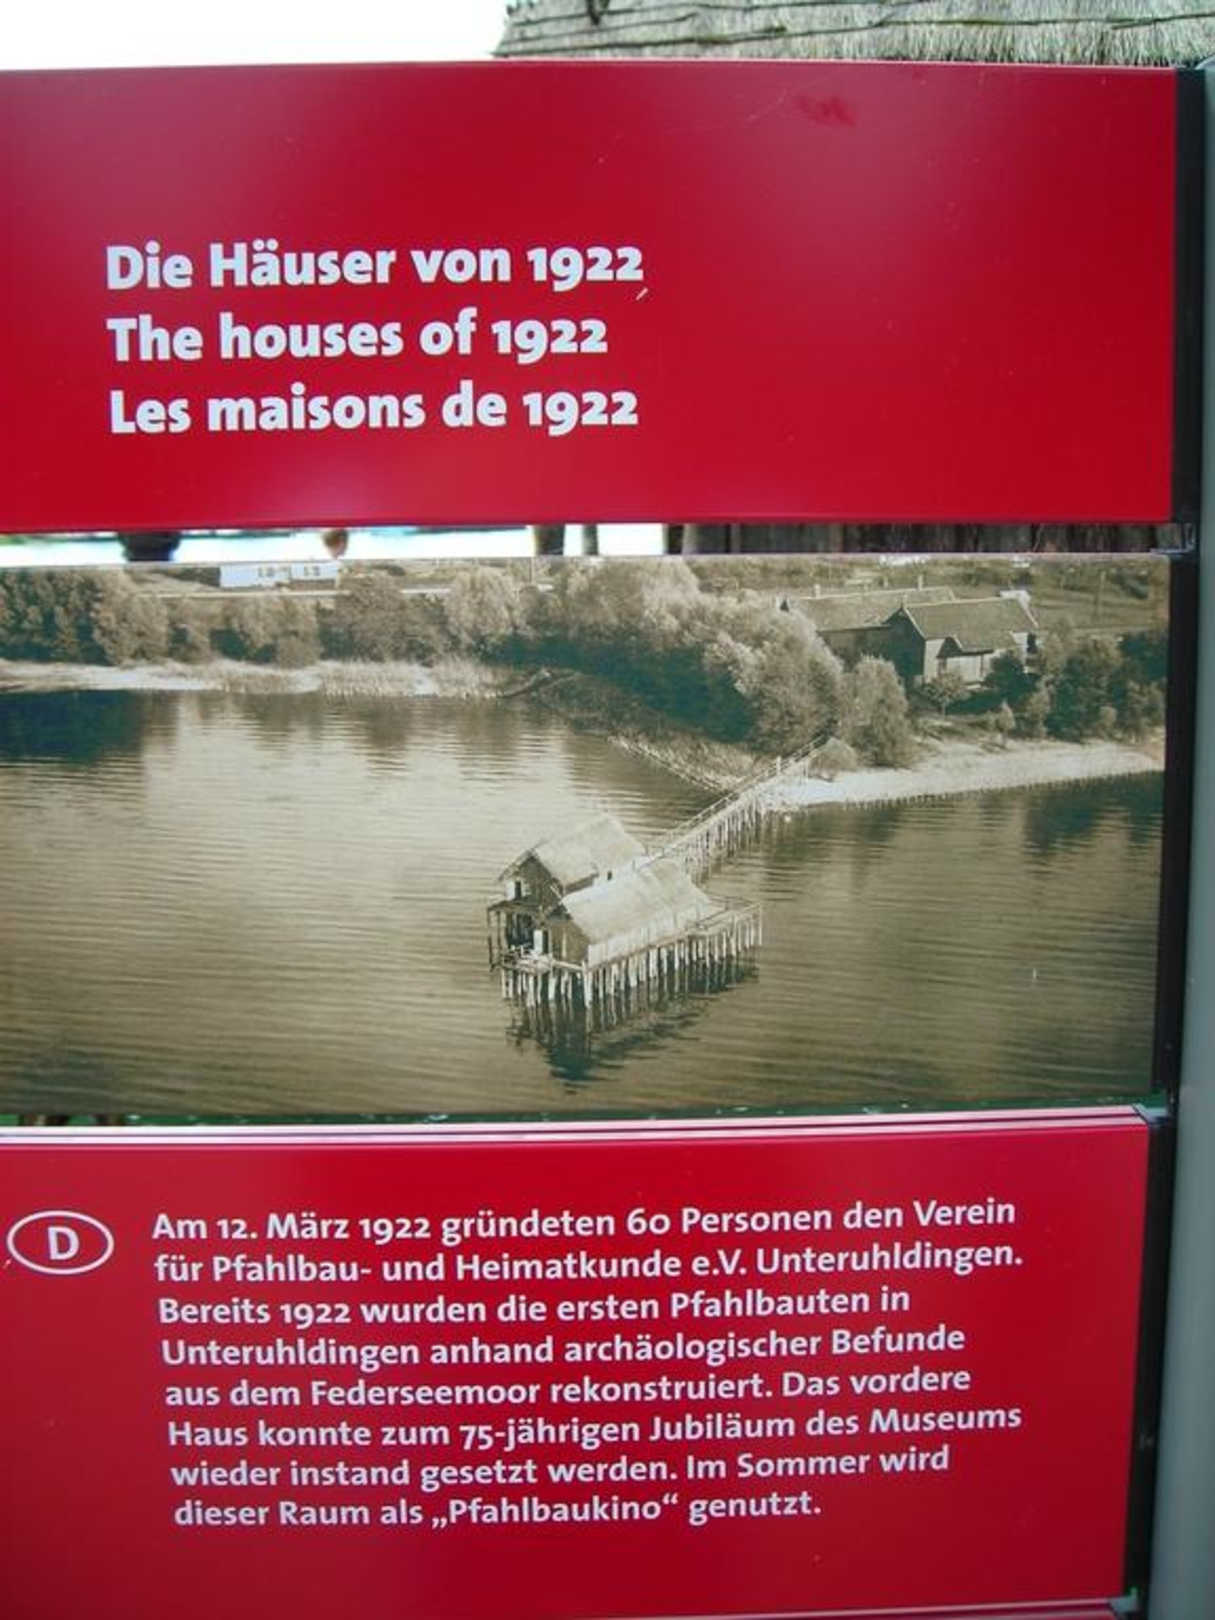 Die Häuser von 1922
The houses of 1922
Les maisons de 1922
D
Am 12. März 1922 gründeten 60 Personen den Verein
für Pfahlbau- und Heimatkunde e.V. Unteruhldingen.
Bereits 1922 wurden die ersten Pfahlbauten in
Unteruhldingen anhand archäologischer Befunde
aus dem Federseemoor rekonstruiert. Das vordere
Haus konnte zum 75-jährigen Jubiläum des Museums
wieder instand gesetzt werden. Im Sommer wird
dieser Raum als „Pfahlbaukino“ genutzt.